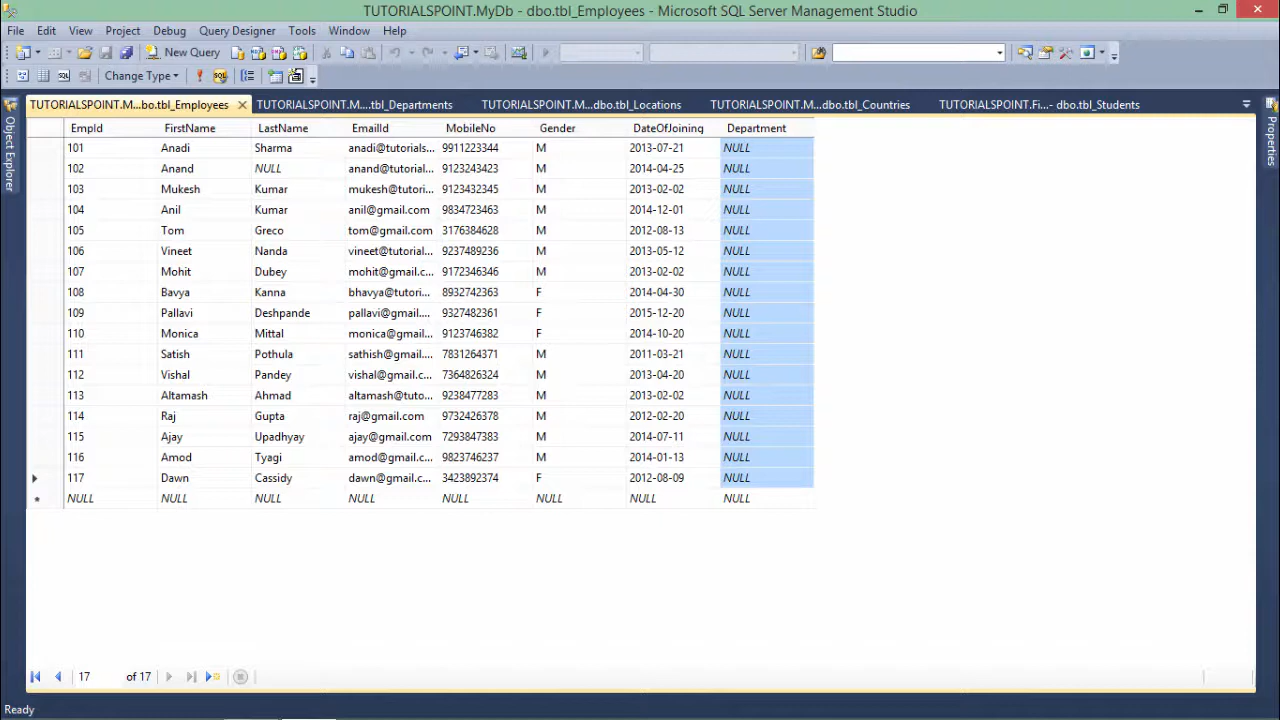 TUTORIALSPOINT.MyDb - dbo.tbl_Employees - Microsoft SQL Server Management Studio
File Edit View Project Debug Query Designer Tools Window Help
New Query
Change Type
TUTORIALSPOINT.M...bo.tbl_Employees TUTORIALSPOINT.M....tbl_Departments TUTORIALSPOINT.M...dbo.tbl_Locations TUTORIALSPOINT.M...dbo.tbl_Countries TUTORIALSPOINT.Fi...- dbo.tbl_Students
Object Explorer
Properties
EmpId FirstName LastName EmailId MobileNo Gender DateOfJoining Department
101 Anadi Sharma anadi@tutorials... 9911223344 M 2013-07-21 NULL
102 Anand NULL anand@tutorial... 9123243423 M 2014-04-25 NULL
103 Mukesh Kumar mukesh@tutor... 9123432345 M 2013-02-02 NULL
104 Anil Kumar anil@gmail.com 9834723463 M 2014-12-01 NULL
105 Tom Greco tom@gmail.com 3176384628 M 2012-08-13 NULL
106 Vineet Nanda vineet@tutorial... 9237489236 M 2013-05-12 NULL
107 Mohit Dubey mohit@gmail.c... 9172346346 M 2013-02-02 NULL
108 Bavya Kanna bhavya@tutori... 8932742363 F 2014-04-30 NULL
109 Pallavi Deshpande pallavi@gmail.... 9327482361 F 2015-12-20 NULL
110 Monica Mittal monica@gmail.... 9123746382 F 2014-10-20 NULL
111 Satish Pothula sathish@gmail.... 7831264371 M 2011-03-21 NULL
112 Vishal Pandey vishal@gmail.c... 7364826324 M 2013-04-20 NULL
113 Altamash Ahmad altamash@tuto... 9238477283 M 2013-02-02 NULL
114 Raj Gupta raj@gmail.com 9732426378 M 2012-02-20 NULL
115 Ajay Upadhyay ajay@gmail.com 7293847383 M 2014-07-11 NULL
116 Amod Tyagi amod@gmail.c... 9823746237 M 2014-01-13 NULL
117 Dawn Cassidy dawn@gmail.c... 3423892374 F 2012-08-09 NULL
NULL NULL NULL NULL NULL NULL NULL NULL
17 of 17
Ready